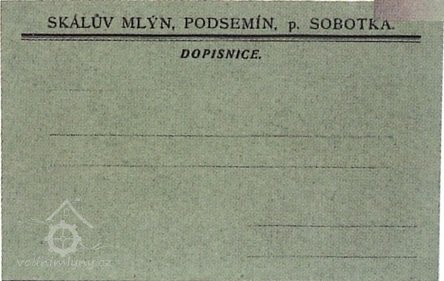 SKÁLŮV MLÝN, PODSEMÍN, p. SOBOTKA.
DOPISNICE.
vodnimlyny.cz